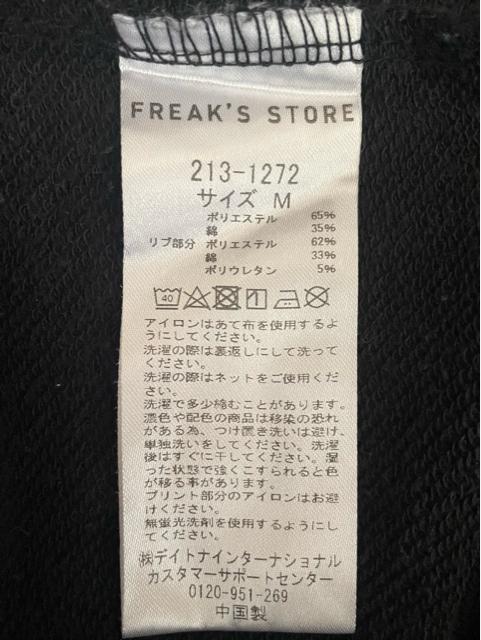 FREAK'S STORE
213-1272
サイズ M
ポリエステル 65%
綿 35%
リブ部分 ポリエステル 62%
綿 33%
ポリウレタン 5%
40
アイロンはあて布を使用するよ
うにしてください。
洗濯の際は裏返しにして洗って
ください。
洗濯の際はネットをご使用くだ
さい。
洗濯で多少縮むことがあります。
濃色や配色の商品は移染の恐れ
がある為、つけ置き洗いは避け、
単独洗いをしてください。洗濯
後はすぐに干してください。湿
った状態で強くこすられると色
が移る事があります。
プリント部分のアイロンはお避
けください。
無蛍光洗剤を使用するようにし
てください。
㈱デイトナインターナショナル
カスタマーサポートセンター
0120-951-269
中国製